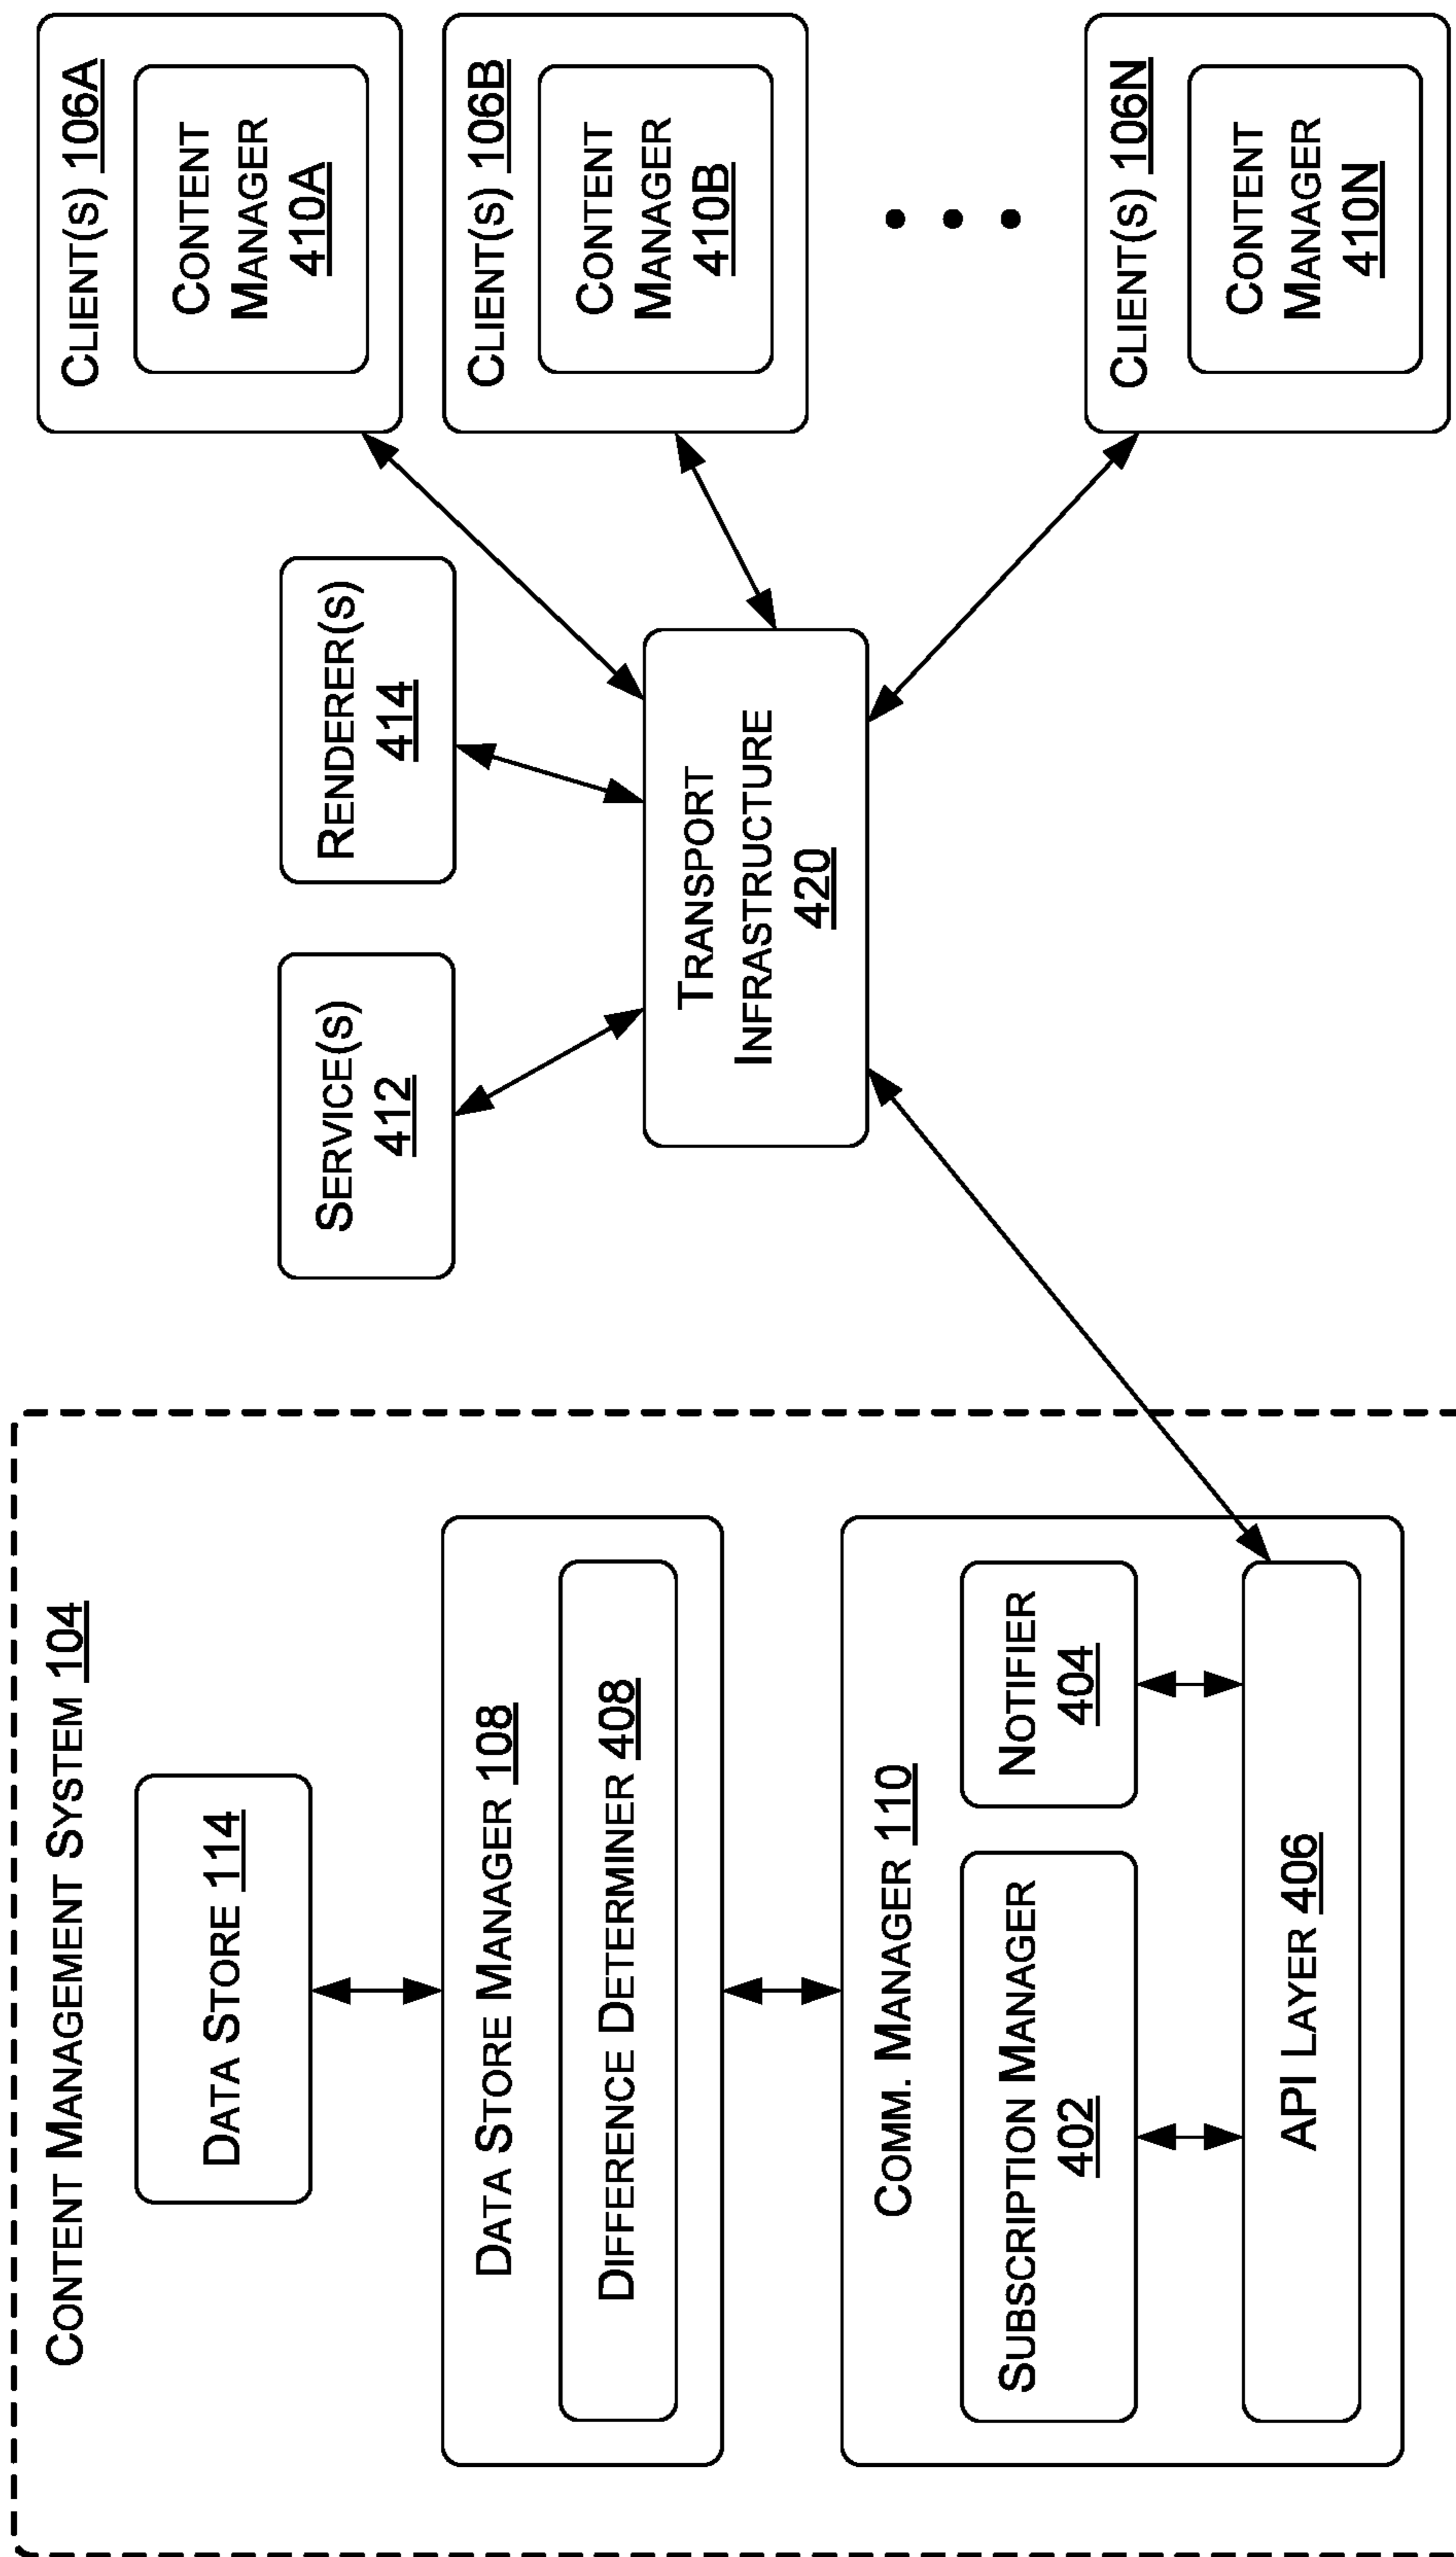 CONTENT MANAGEMENT SYSTEM 104
DATA STORE 114
DATA STORE MANAGER 108
DIFFERENCE DETERMINER 408
COMM. MANAGER 110
SUBSCRIPTION MANAGER
402
NOTIFIER
404
API LAYER 406
SERVICE(S)
412
RENDERER(S)
414
TRANSPORT
INFRASTRUCTURE
420
CLIENT(S) 106A
CONTENT
MANAGER
410A
CLIENT(S) 106B
CONTENT
MANAGER
410B
CLIENT(S) 106N
CONTENT
MANAGER
410N